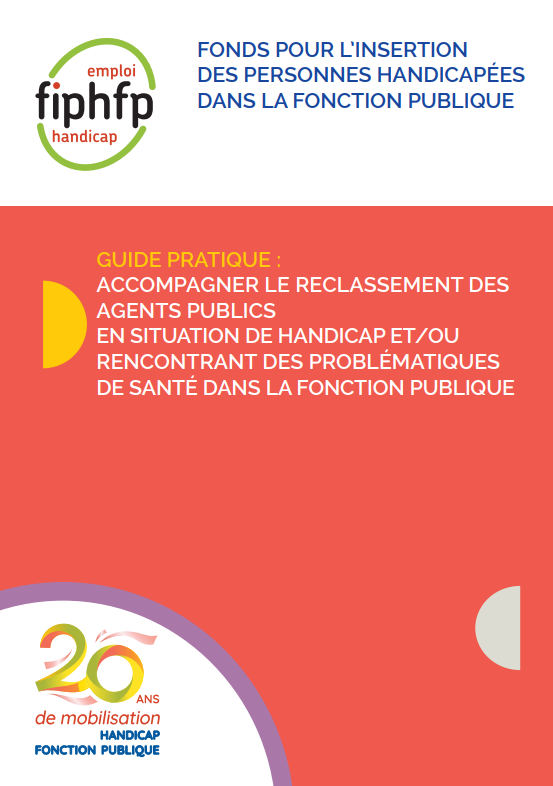 emploi
fiphfp
handicap
FONDS POUR L'INSERTION
DES PERSONNES HANDICAPÉES
DANS LA FONCTION PUBLIQUE
GUIDE PRATIQUE :
ACCOMPAGNER LE RECLASSEMENT DES
AGENTS PUBLICS
EN SITUATION DE HANDICAP ET/OU
RENCONTRANT DES PROBLÉMATIQUES
DE SANTÉ DANS LA FONCTION PUBLIQUE
20 ANS
de mobilisation
HANDICAP
FONCTION PUBLIQUE